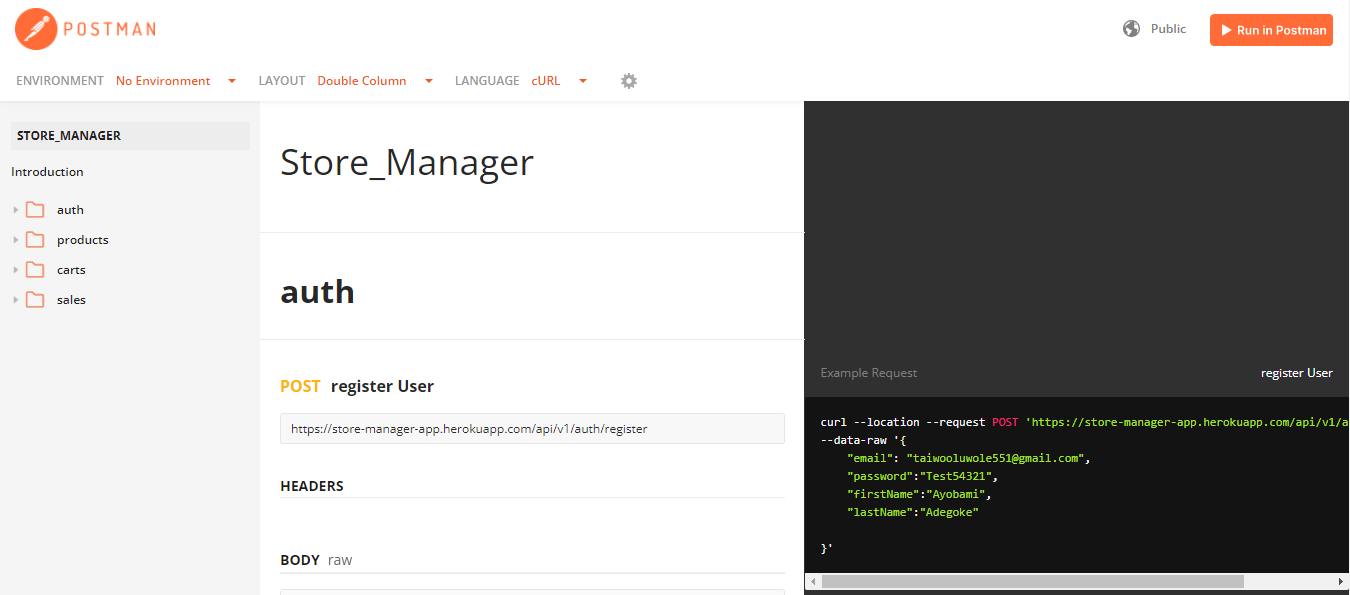 POSTMAN
Public
Run in Postman
ENVIRONMENT No Environment LAYOUT Double Column LANGUAGE cURL
STORE_MANAGER
Introduction
auth
products
carts
sales
Store_Manager
auth
POST register User
https://store-manager-app.herokuapp.com/api/v1/auth/register
HEADERS
BODY raw
Example Request register User
curl --location --request POST 'https://store-manager-app.herokuapp.com/api/v1/a
--data-raw '{
"email": "taiwooluwole551@gmail.com",
"password":"Test54321",
"firstName":"Ayobami",
"lastName":"Adegoke"
}'